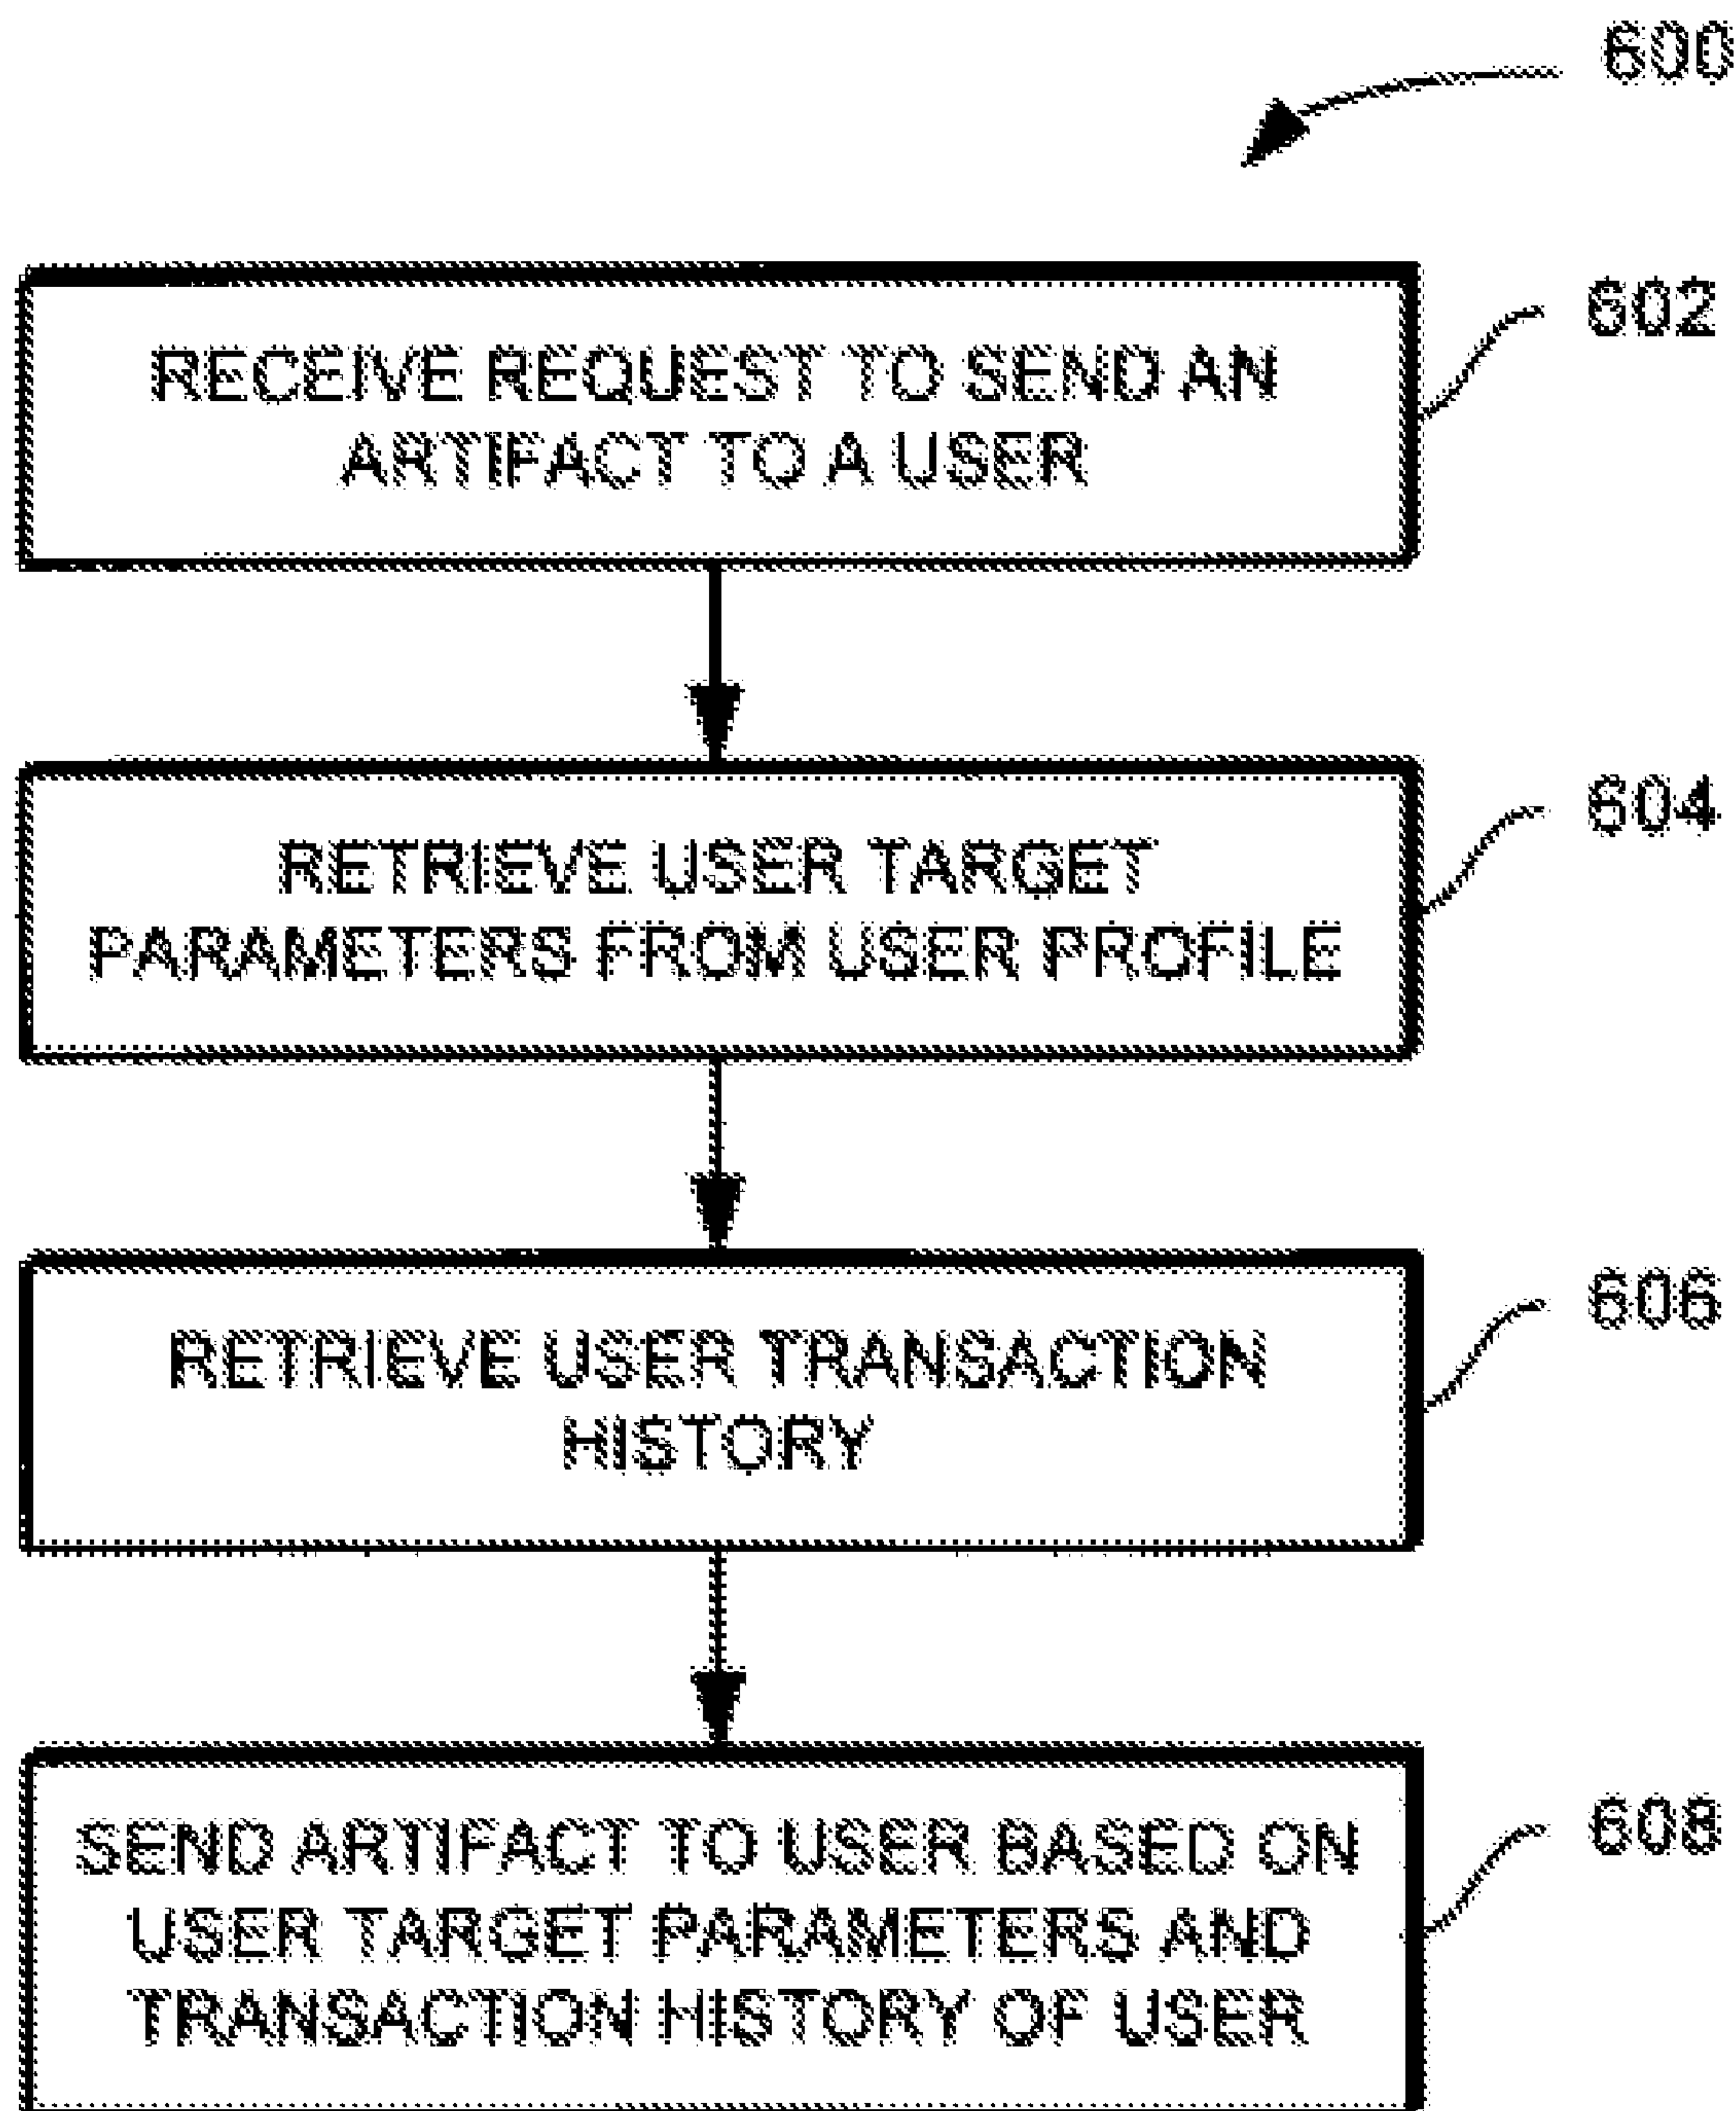 600
602
RECEIVE REQUEST TO SEND AN
ARTIFACT TO A USER
604
RETRIEVE USER TARGET
PARAMETERS FROM USER PROFILE
606
RETRIEVE USER TRANSACTION
HISTORY
608
SEND ARTIFACT TO USER BASED ON
USER TARGET PARAMETERS AND
TRANSACTION HISTORY OF USER